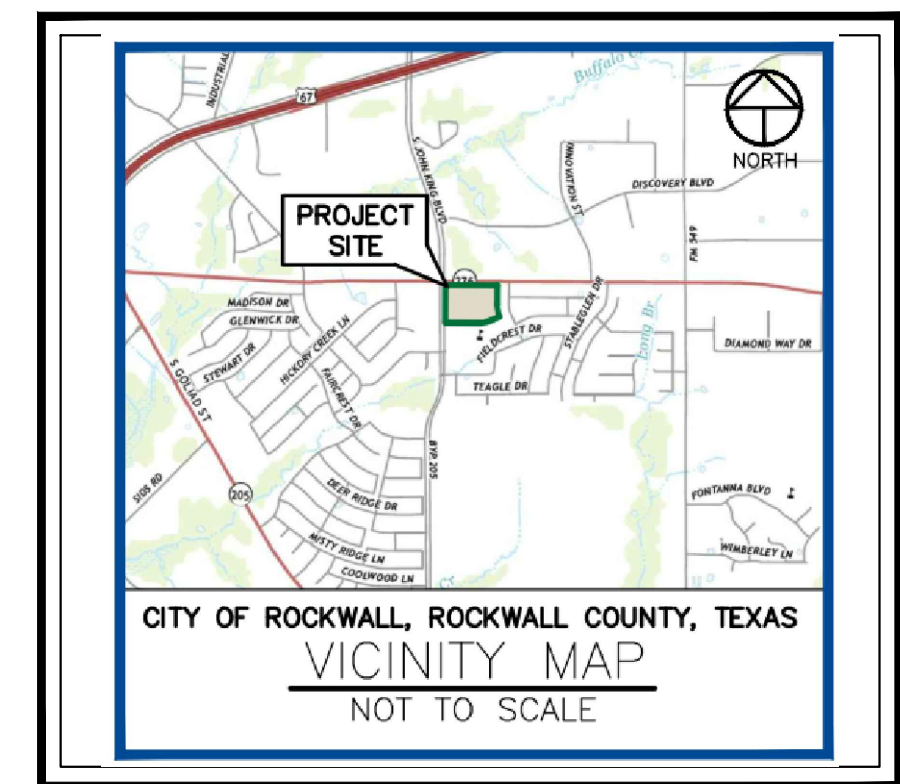 INDUSTRIAL
67
Buffalo
S JOHN KING BLVD
INNOVATION ST
NORTH
DISCOVERY BLVD
PROJECT
SITE
FM 549
276
MADISON DR
GLENWICK DR
HICKORY CREEK LN
STEWART DR
FIELDCREST DR
STABLEGLEN DR
Long Br
DIAMOND WAY DR
S GOLIAD ST
FAIRCREST DR
TEAGLE DR
BYP 205
SIDS RD
205
DEER RIDGE DR
FONTANNA BLVD
MISTY RIDGE LN
WIMBERLEY LN
COOLWOOD LN
Cr
CITY OF ROCKWALL, ROCKWALL COUNTY, TEXAS
VICINITY MAP
NOT TO SCALE